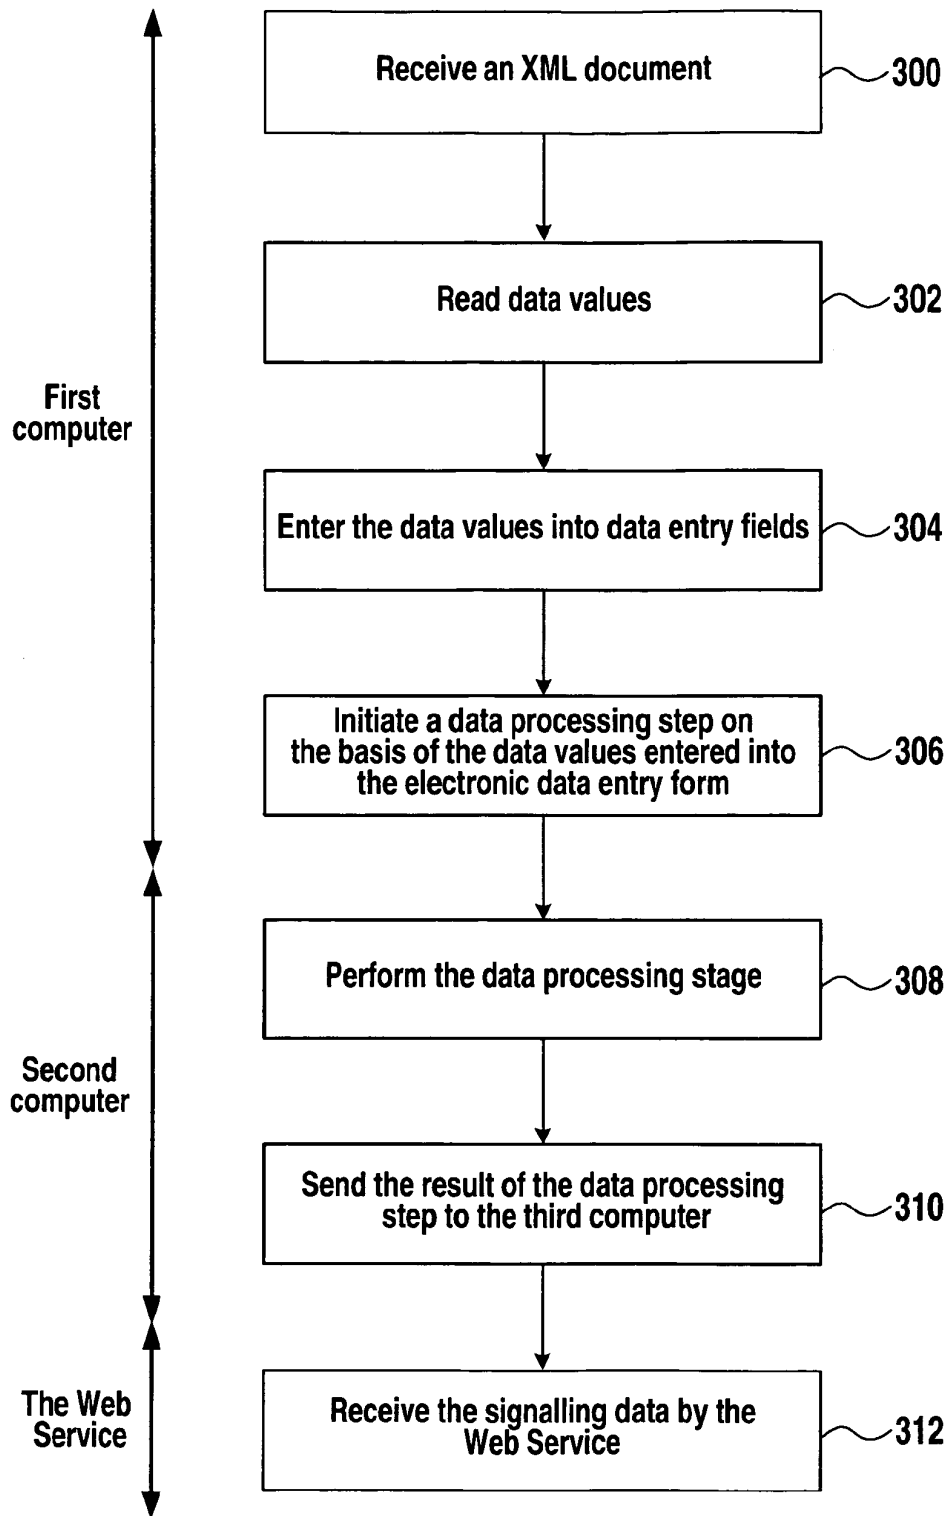 Receive an XML document
300
Read data values
302
First
computer
Enter the data values into data entry fields
304
Initiate a data processing step on
the basis of the data values entered into
the electronic data entry form
306
Perform the data processing stage
308
Second
computer
Send the result of the data processing
step to the third computer
310
The Web
Service
Receive the signalling data by the
Web Service
312